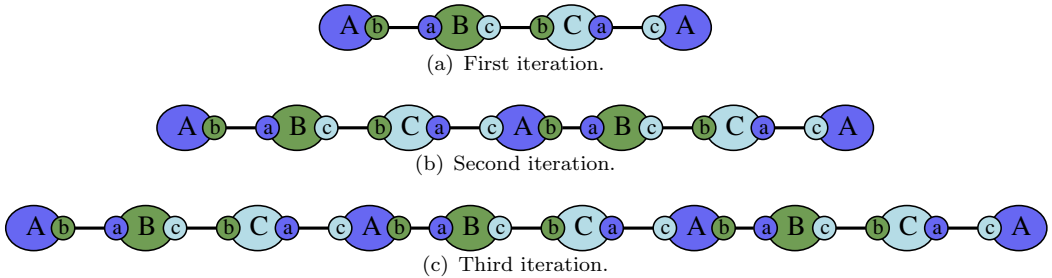 A b a B c b C a c A
(a) First iteration.
A b a B c b C a c A b a B c b C a c A
(b) Second iteration.
A b a B c b C a c A b a B c b C a c A b a B c b C a c A
(c) Third iteration.